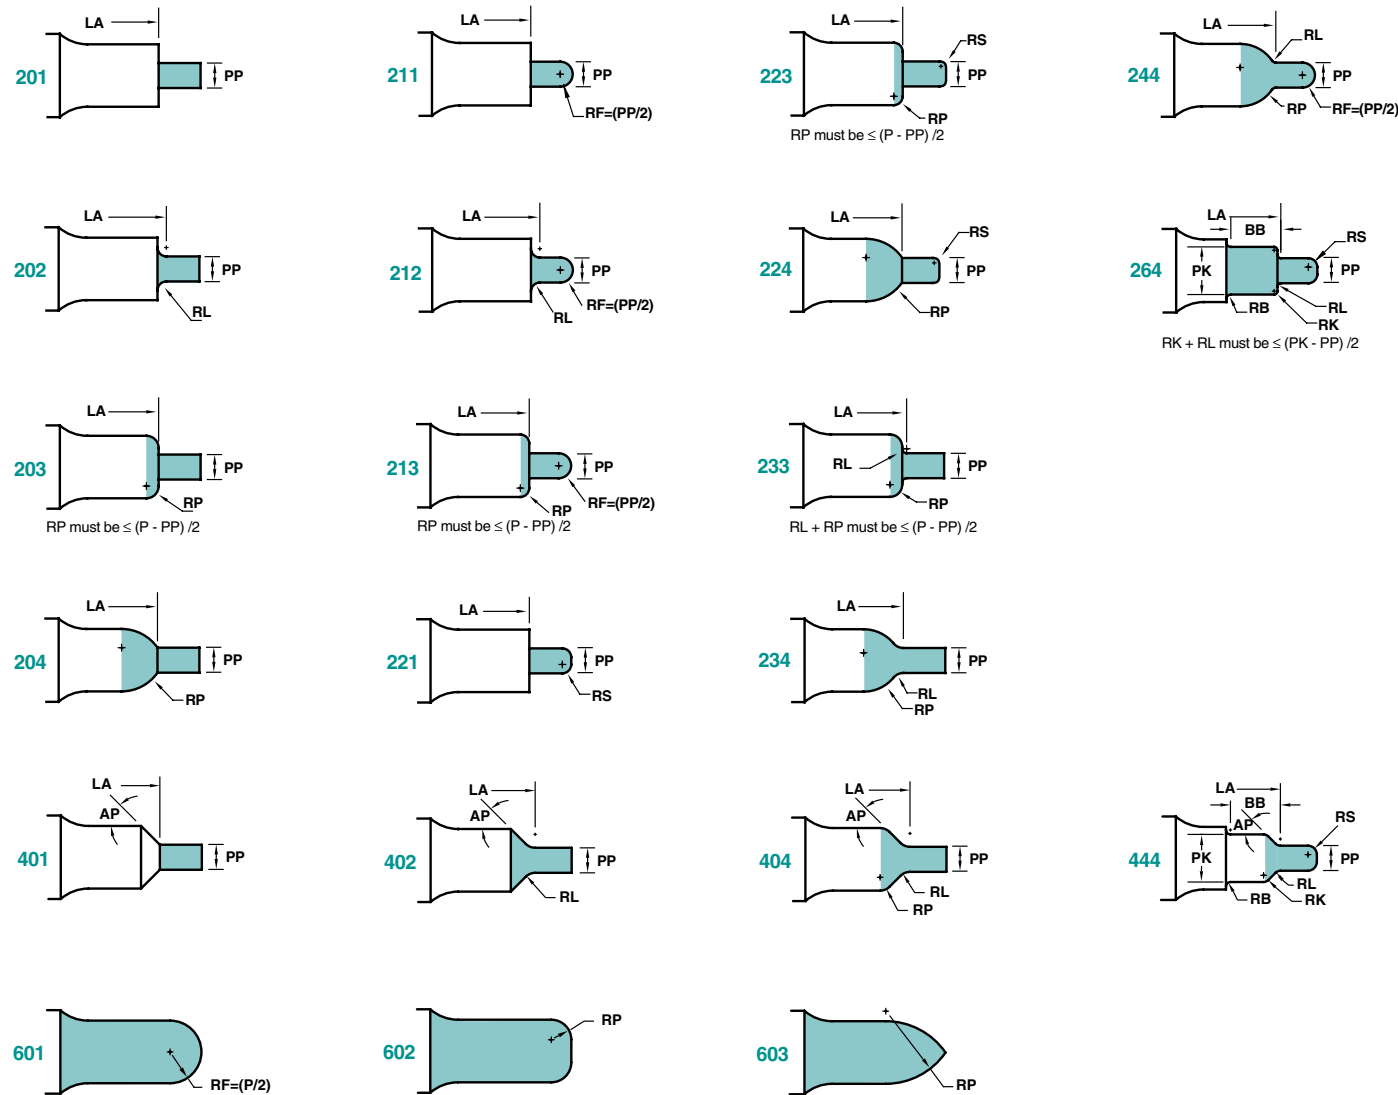 LA
201
PP
LA
211
PP
RF=(PP/2)
LA
RS
223
PP
RP
RP must be ≤ (P - PP) /2
LA
RL
244
PP
RP
RF=(PP/2)
LA
202
PP
RL
LA
212
PP
RF=(PP/2)
RL
LA
RS
224
PP
RP
LA
BB
RS
264
PK
PP
RB
RL
RK
RK + RL must be ≤ (PK - PP) /2
LA
203
PP
RP
RP must be ≤ (P - PP) /2
LA
213
PP
RF=(PP/2)
RP
RP must be ≤ (P - PP) /2
LA
233
RL
PP
RP
RL + RP must be ≤ (P - PP) /2
LA
204
PP
RP
LA
221
PP
RS
LA
234
PP
RL
RP
LA
AP
401
PP
LA
AP
402
PP
RL
LA
AP
404
PP
RL
RP
LA
BB
AP
RS
444
PK
PP
RL
RB
RK
601
RF=(P/2)
602
RP
603
RP